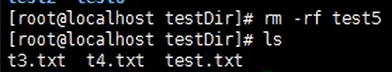 [root@localhost testDir]# rm -rf test5
[root@localhost testDir]# ls
t3.txt  t4.txt  test.txt